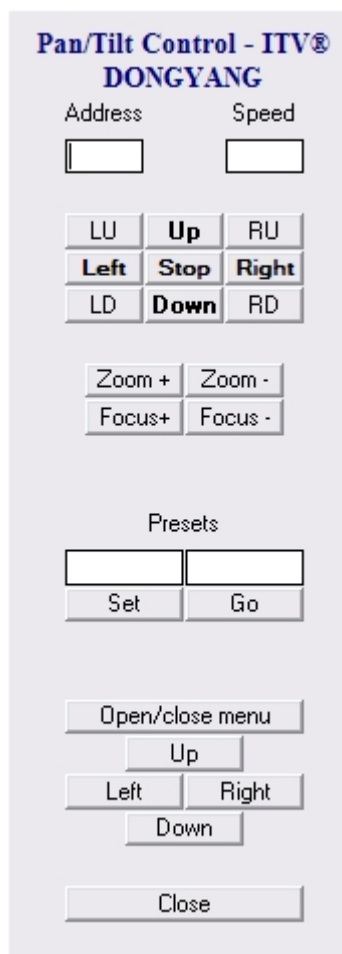 Pan/Tilt Control - ITV®
DONGYANG
Address Speed
LU Up RU
Left Stop Right
LD Down RD
Zoom + Zoom -
Focus+ Focus -
Presets
Set Go
Open/close menu
Up
Left Right
Down
Close